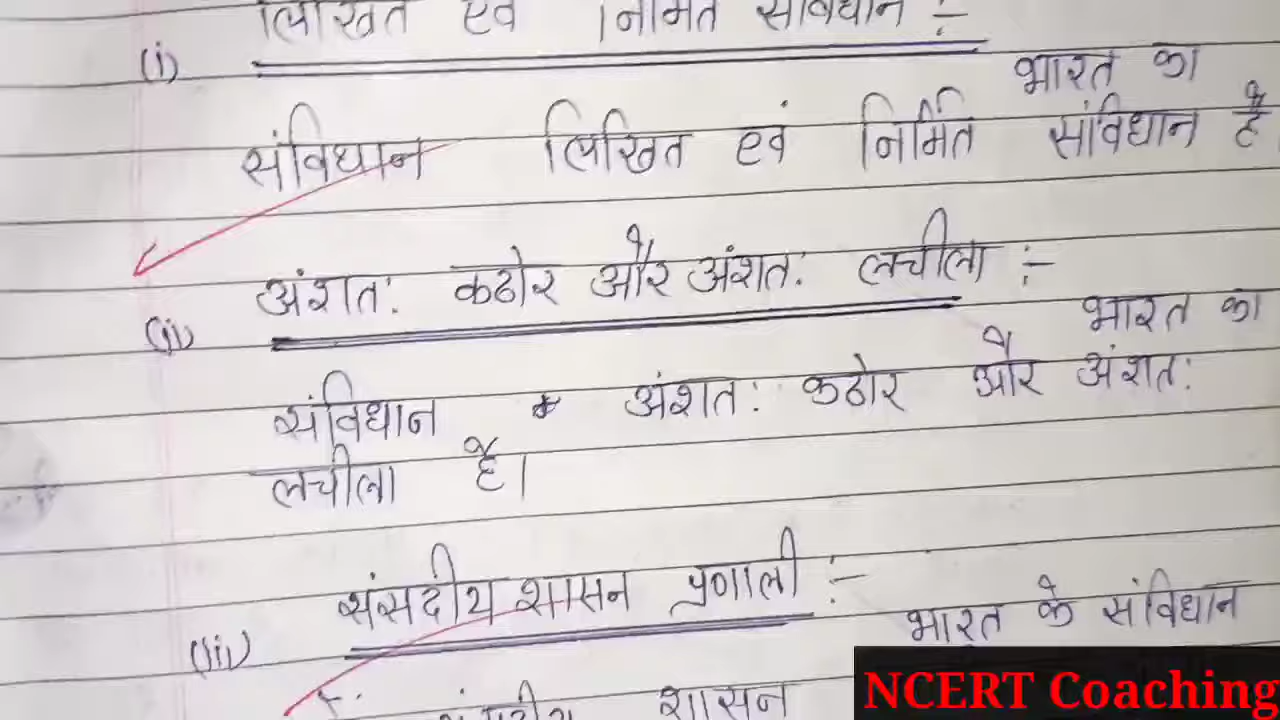 (i) लिखित एवं निर्मित संविधान :-
भारत का
संविधान लिखित एवं निर्मित संविधान है
(ii) अंशत: कठोर और अंशत: लचीला :-
भारत का
संविधान अंशत: कठोर और अंशत:
लचीला है।
(iii) संसदीय शासन प्रणाली :-
भारत के संविधान
संसदीय शासन
NCERT Coaching